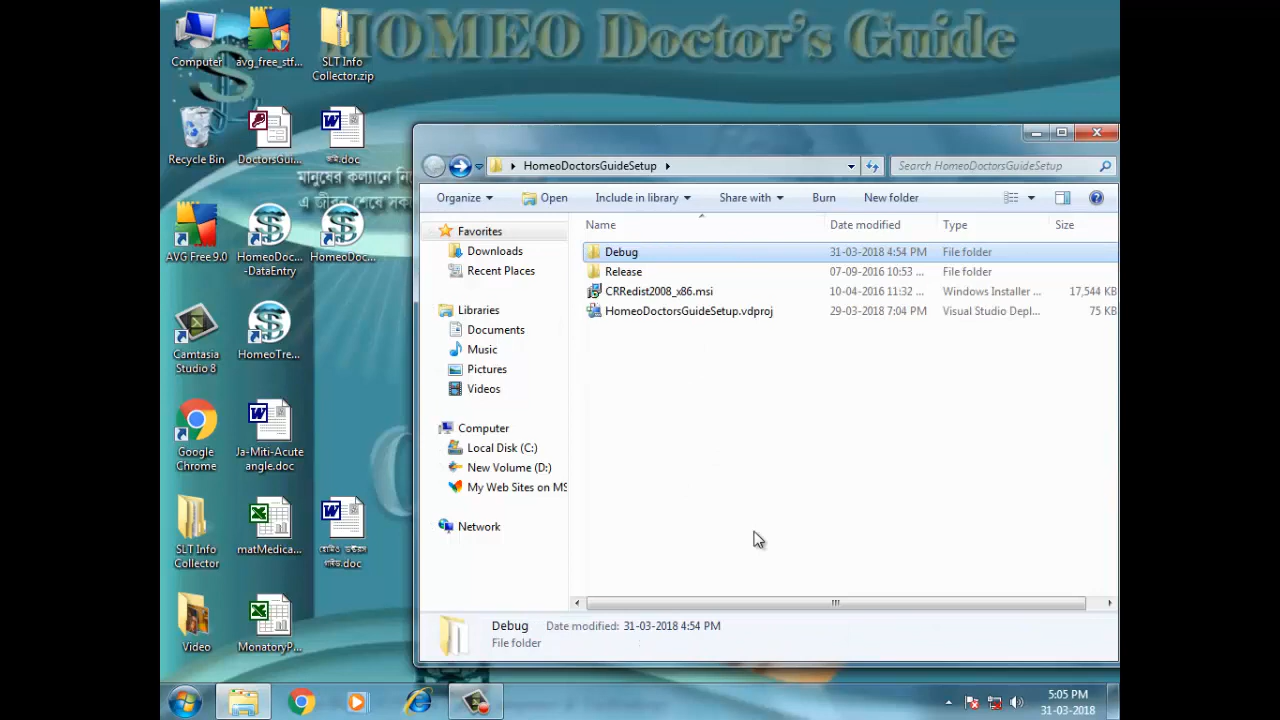 HOMEO Doctor's Guide
মানুষের কল্যানে নি
এ জীবন শেষে সক
Computer
avg_free_stf...
SLT Info
Collector.zip
Recycle Bin
DoctorsGui...
AVG Free 9.0
HomeoDoc...
-DataEntry
HomeoDoc...
Camtasia
Studio 8
HomeoTre...
Google
Chrome
Ja-Miti-Acute
angle.doc
SLT Info
Collector
matMedica...
হোমিও ডক্টরস
গাইড.doc
Video
MonatoryP...
HomeoDoctorsGuideSetup
Search HomeoDoctorsGuideSetup
Organize Open Include in library Share with Burn New folder
Name Date modified Type Size
Debug 31-03-2018 4:54 PM File folder
Release 07-09-2016 10:53 ... File folder
CRRedist2008_x86.msi 10-04-2016 11:32 ... Windows Installer ... 17,544 KB
HomeoDoctorsGuideSetup.vdproj 29-03-2018 7:04 PM Visual Studio Depl... 75 KB
Favorites
Downloads
Recent Places
Libraries
Documents
Music
Pictures
Videos
Computer
Local Disk (C:)
New Volume (D:)
My Web Sites on MS
Network
Debug Date modified: 31-03-2018 4:54 PM
File folder
5:05 PM
31-03-2018